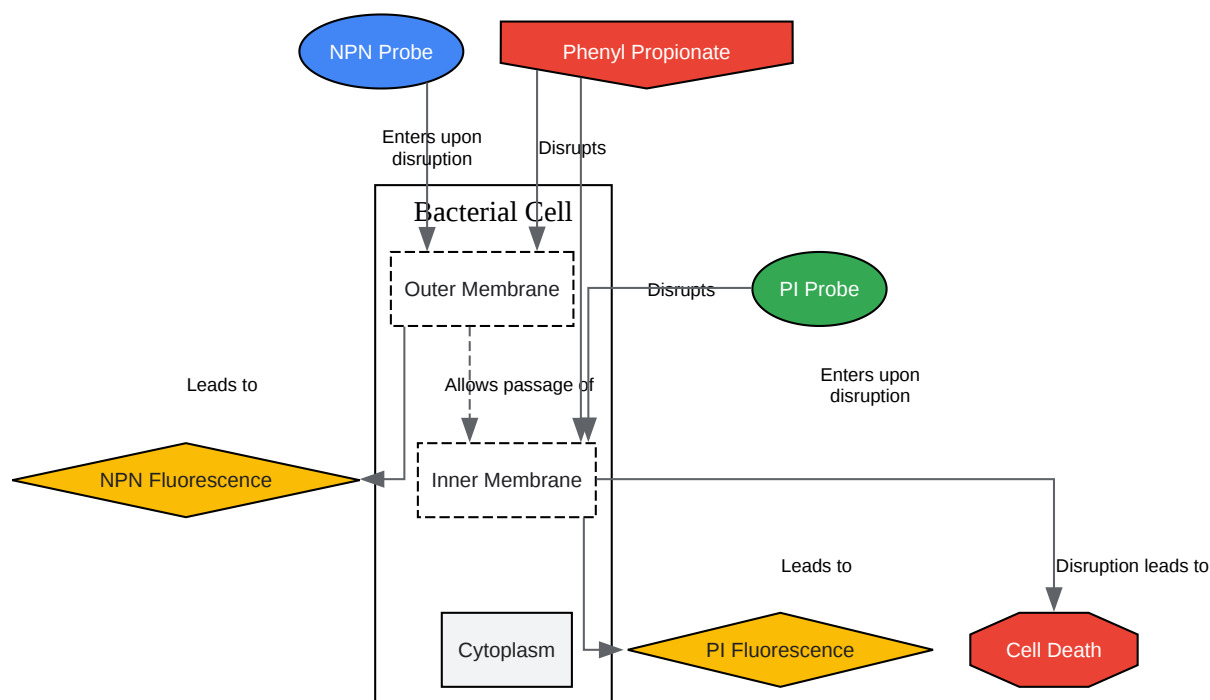 NPN Probe
Phenyl Propionate
Enters upon
disruption
Disrupts
Bacterial Cell
Outer Membrane
Disrupts
PI Probe
Leads to
Allows passage of
Enters upon
disruption
NPN Fluorescence
Inner Membrane
Leads to
Disruption leads to
Cytoplasm
PI Fluorescence
Cell Death